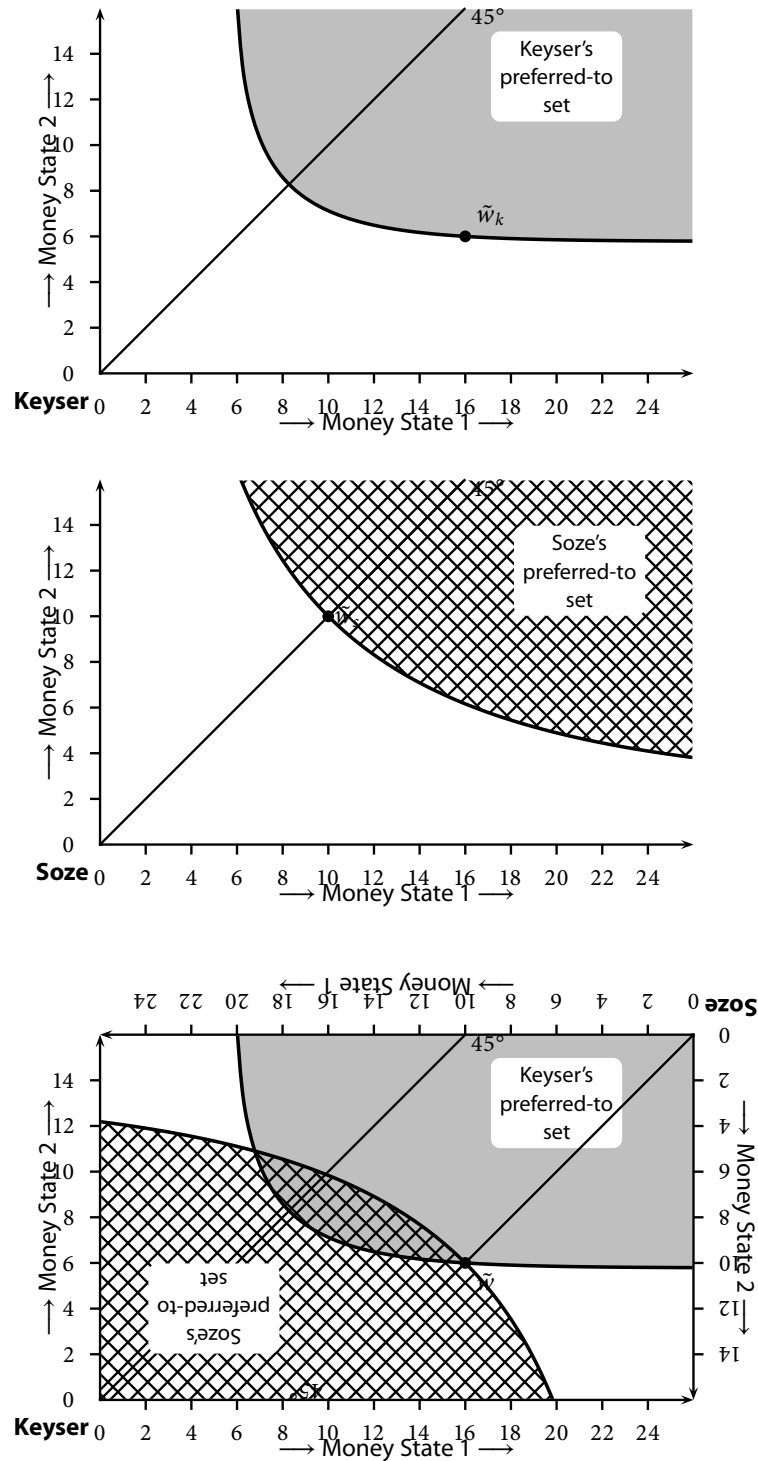 45°
Keyser's
preferred-to
set
w̃k
14
12
10
8
6
4
2
0
⟶ Money State 2 ⟶
Keyser 0 2 4 6 8 10 12 14 16 18 20 22 24
⟶ Money State 1 ⟶
45°
Soze's
preferred-to
set
w̃s
14
12
10
8
6
4
2
0
⟶ Money State 2 ⟶
Soze 0 2 4 6 8 10 12 14 16 18 20 22 24
⟶ Money State 1 ⟶
⟶ Money State 1 ⟶
24 22 20 18 16 14 12 10 8 6 4 2 0 Soze
45°
Keyser's
preferred-to
set
14
12
10
8
6
4
2
0
⟶ Money State 2 ⟶
0
2
4
6
8
10
12
14
⟶ Money State 2 ⟶
w̃
Soze's
preferred-to
set
45°
Keyser 0 2 4 6 8 10 12 14 16 18 20 22 24
⟶ Money State 1 ⟶